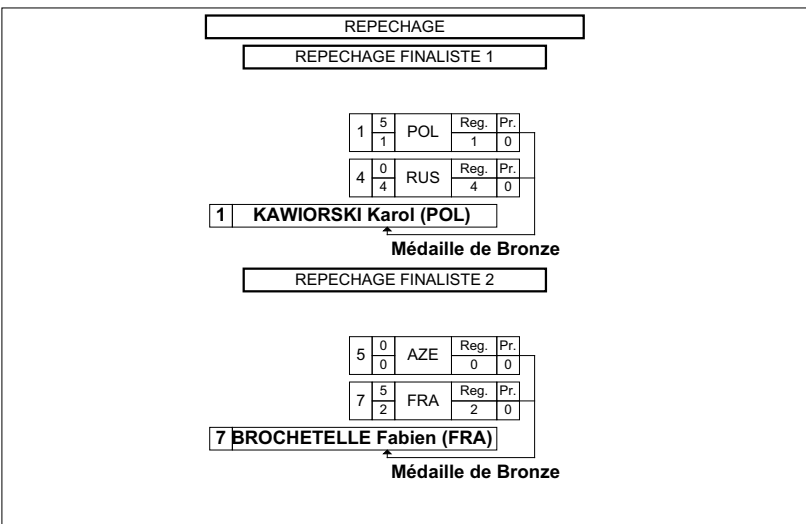 REPECHAGE
REPECHAGE FINALISTE 1
1 5 POL Reg. Pr.
1 1 0
4 0 RUS Reg. Pr.
4 4 0
1 KAWIORSKI Karol (POL)
Médaille de Bronze
REPECHAGE FINALISTE 2
5 0 AZE Reg. Pr.
0 0 0
7 5 FRA Reg. Pr.
2 2 0
7 BROCHETELLE Fabien (FRA)
Médaille de Bronze